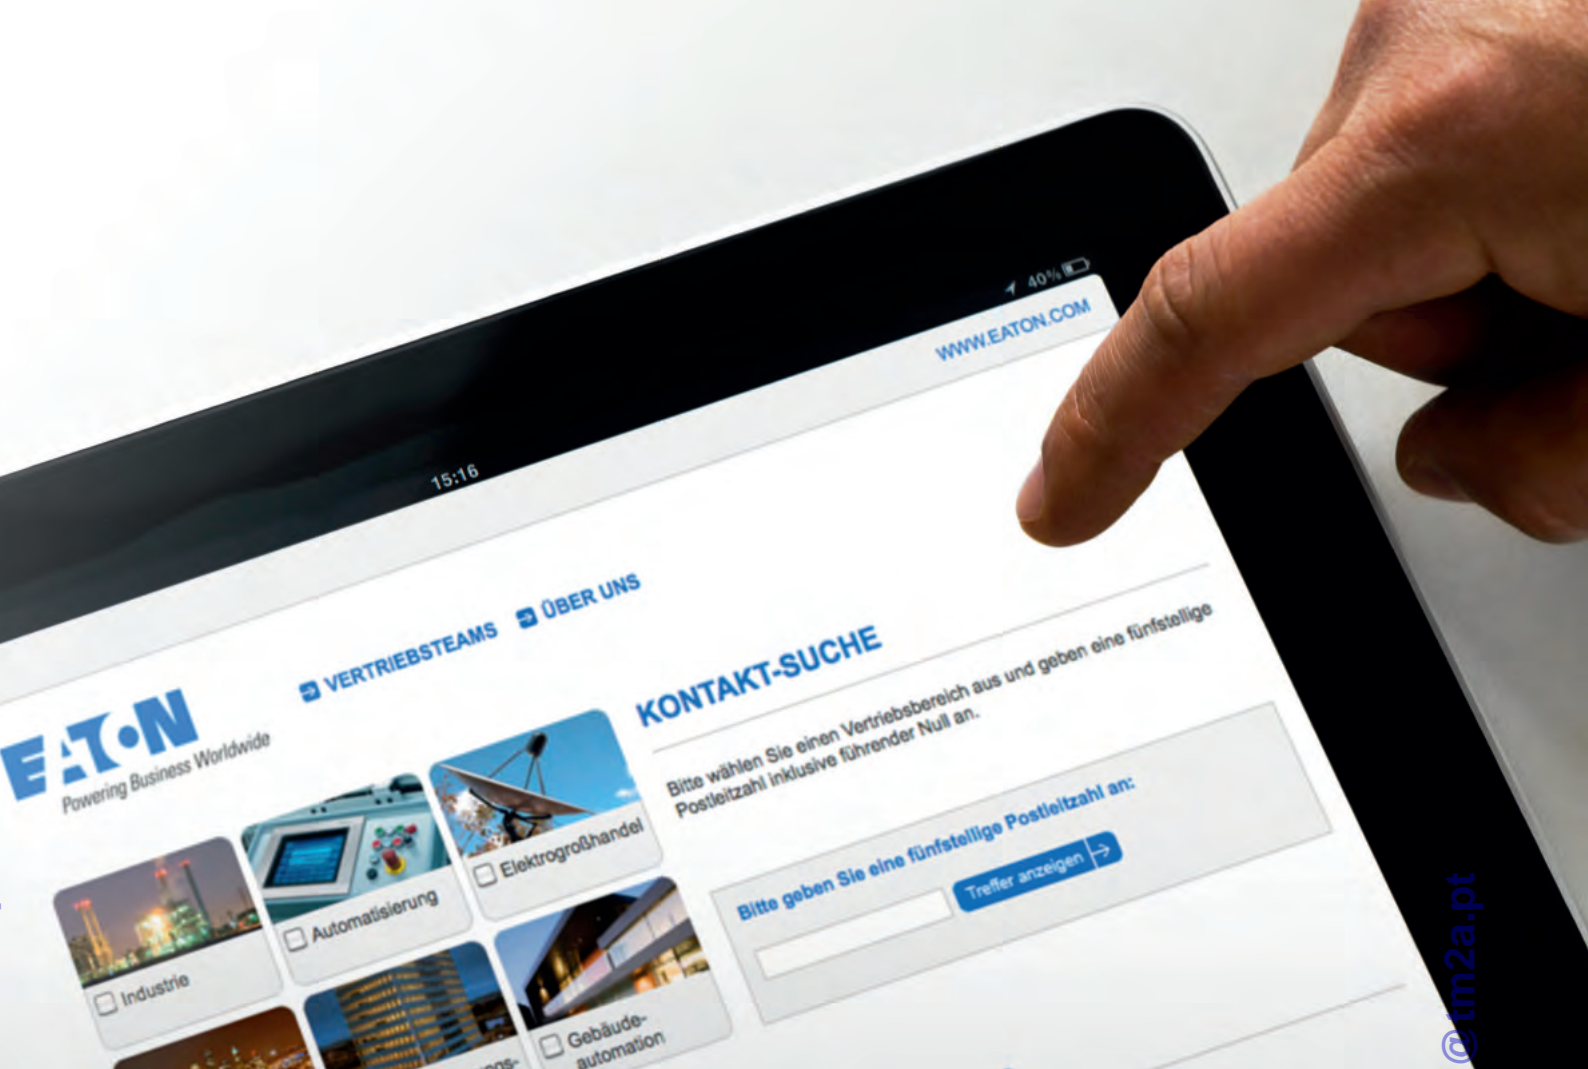 40%
WWW.EATON.COM
15:16
VERTRIEBSTEAMS
ÜBER UNS
EATON
Powering Business Worldwide
KONTAKT-SUCHE
Bitte wählen Sie einen Vertriebsbereich aus und geben eine fünfstellige
Postleitzahl inklusive führender Null an.
Bitte geben Sie eine fünfstellige Postleitzahl an:
Treffer anzeigen
Elektrogroßhandel
Automatisierung
Industrie
Gebäude-
automation
@tm2a.pt